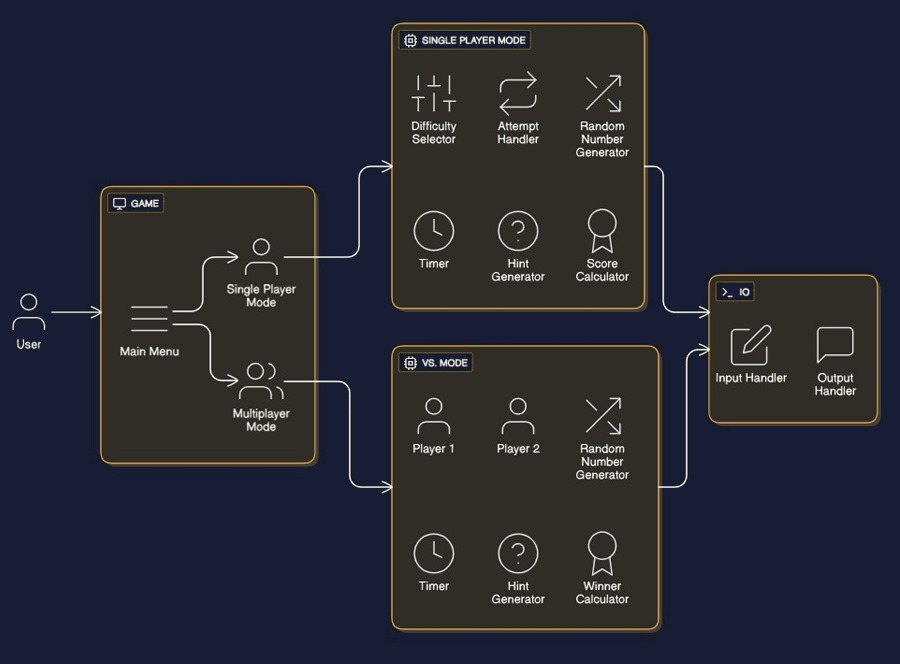 SINGLE PLAYER MODE
Difficulty
Selector
Attempt
Handler
Random
Number
Generator
Timer
Hint
Generator
Score
Calculator
GAME
Single Player
Mode
Main Menu
Multiplayer
Mode
User
VS. MODE
Player 1
Player 2
Random
Number
Generator
Timer
Hint
Generator
Winner
Calculator
>_ IO
Input Handler
Output
Handler